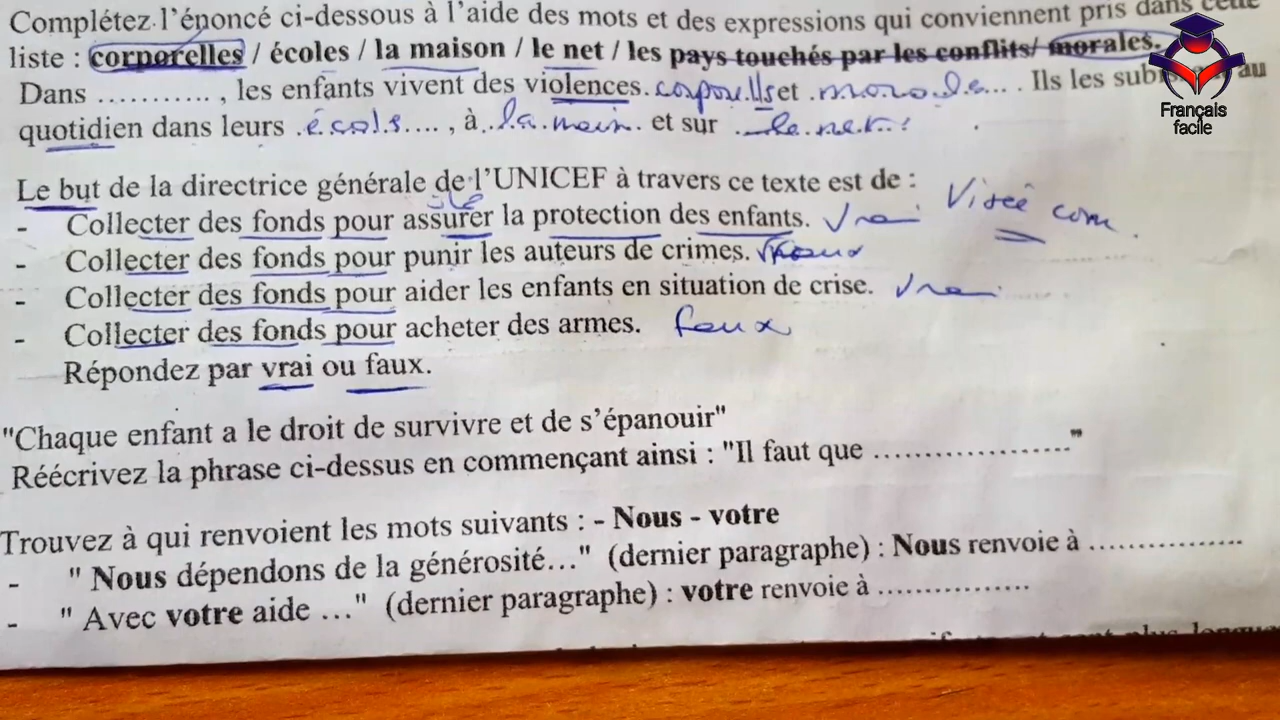 Complétez l'énoncé ci-dessous à l'aide des mots et des expressions qui conviennent pris dans cette
liste : corporelles / écoles / la maison / le net / les pays touchés par les conflits/ morales.
Dans ……….. , les enfants vivent des violences. et .......... Ils les au
quotidien dans leurs .écols...., à .la.main. et sur ..le.net..
Le but de la directrice générale de l'UNICEF à travers ce texte est de :
- Collecter des fonds pour assurer la protection des enfants. Vrai Visée com
- Collecter des fonds pour punir les auteurs de crimes.
- Collecter des fonds pour aider les enfants en situation de crise. Vrai
- Collecter des fonds pour acheter des armes. faux
Répondez par vrai ou faux.
"Chaque enfant a le droit de survivre et de s'épanouir"
Réécrivez la phrase ci-dessus en commençant ainsi : "Il faut que ………………."
Trouvez à qui renvoient les mots suivants : - Nous - votre
- " Nous dépendons de la générosité…" (dernier paragraphe) : Nous renvoie à …………….
- " Avec votre aide …" (dernier paragraphe) : votre renvoie à ……………
Français
facile